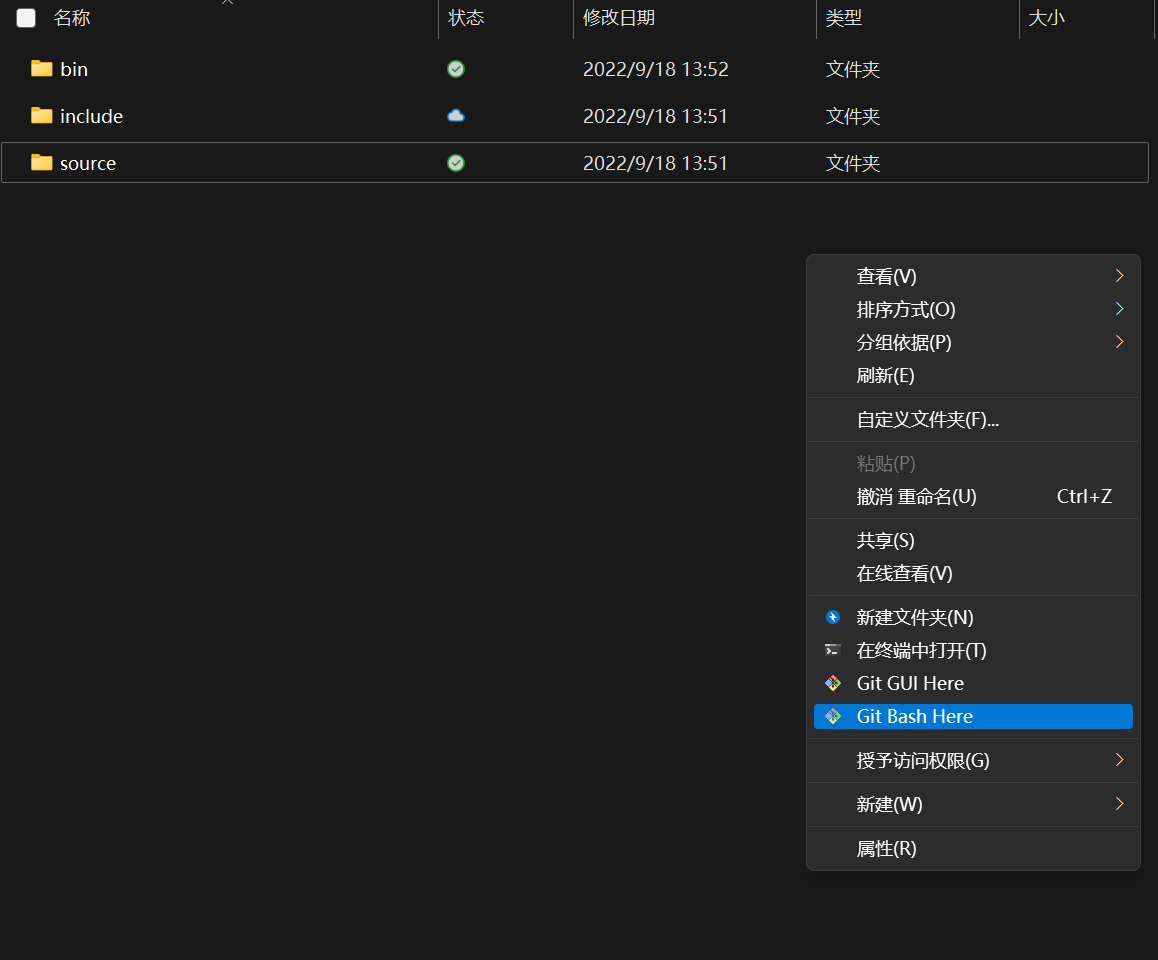 名称 状态 修改日期 类型 大小
bin 2022/9/18 13:52 文件夹
include 2022/9/18 13:51 文件夹
source 2022/9/18 13:51 文件夹
查看(V)
排序方式(O)
分组依据(P)
刷新(E)
自定义文件夹(F)...
粘贴(P)
撤消 重命名(U) Ctrl+Z
共享(S)
在线查看(V)
新建文件夹(N)
在终端中打开(T)
Git GUI Here
Git Bash Here
授予访问权限(G)
新建(W)
属性(R)